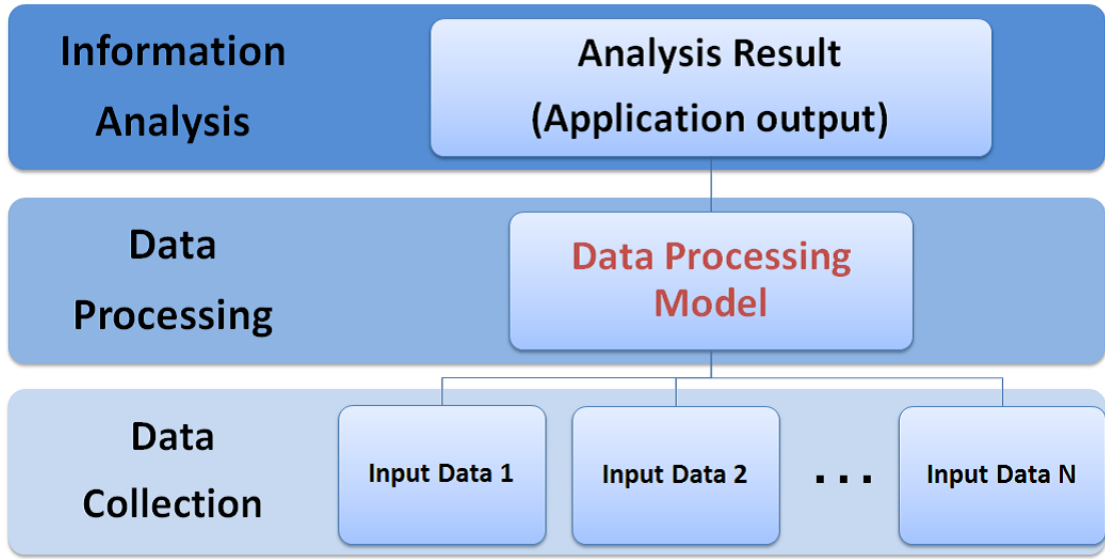 Information
Analysis
Analysis Result
(Application output)
Data
Processing
Data Processing
Model
Data
Collection
Input Data 1
Input Data 2
...
Input Data N